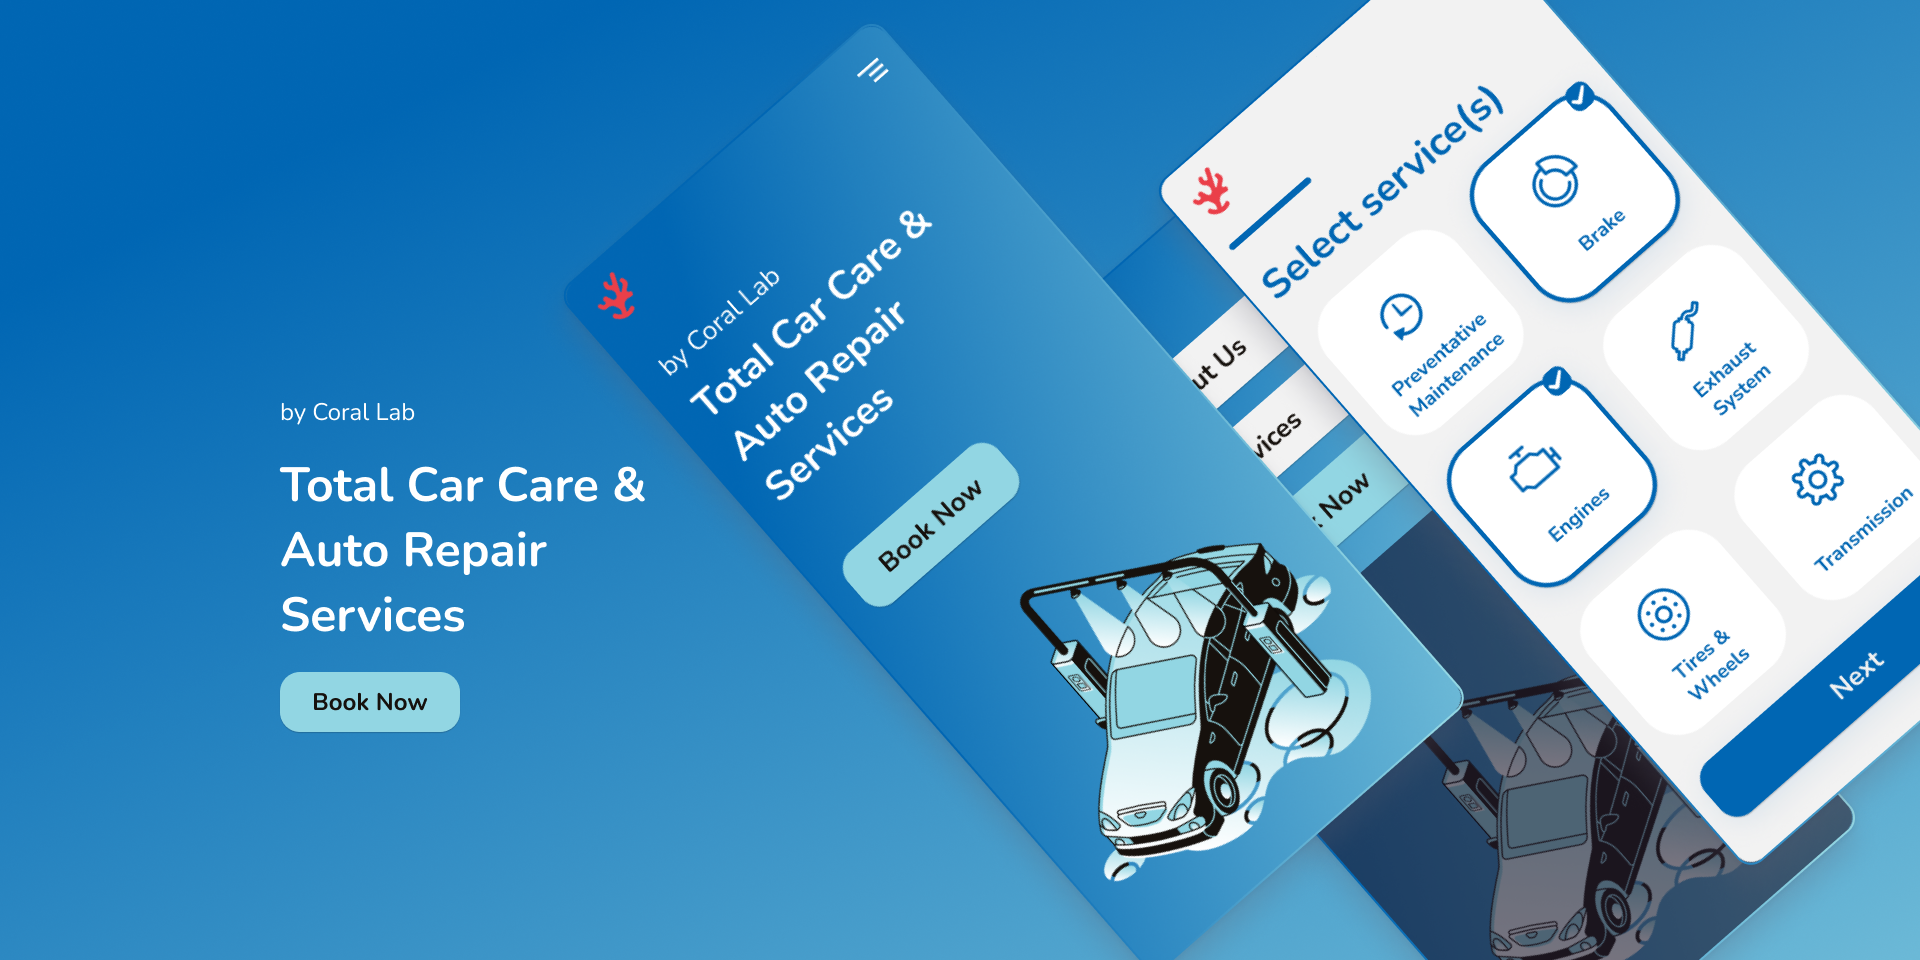 by Coral Lab
Total Car Care &
Auto Repair
Services
Book Now
by Coral Lab
Total Car Care &
Auto Repair
Services
Book Now
ut Us
vices
Now
Select service(s)
Brake
Preventative
Maintenance
Exhaust
System
Engines
Transmission
Tires &
Wheels
Next